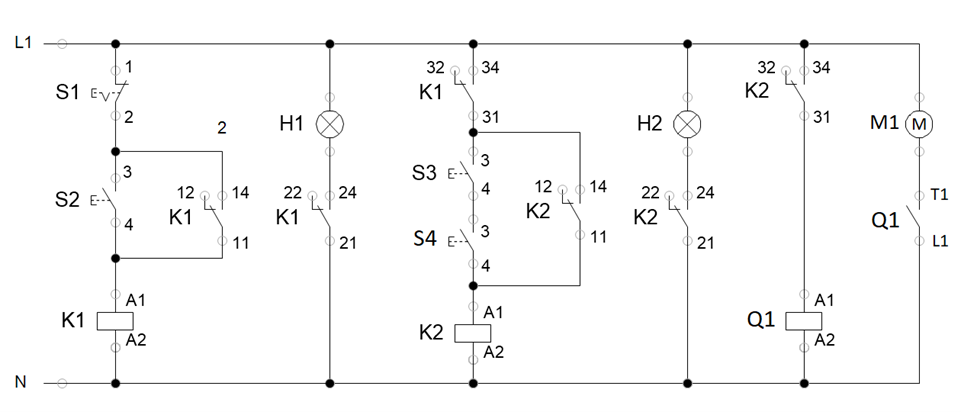 L1
1 32 34 32 34
S1 K1 K2
2 31 31
2 H1 H2 M1 M
3 3
S2 12 14 22 24 S3 4 12 14 22 24 T1
K1 K1 K2 K2 Q1
4 11 21 S4 3 11 21 L1
4
A1 A1 A1
K1 K2 Q1
A2 A2 A2
N